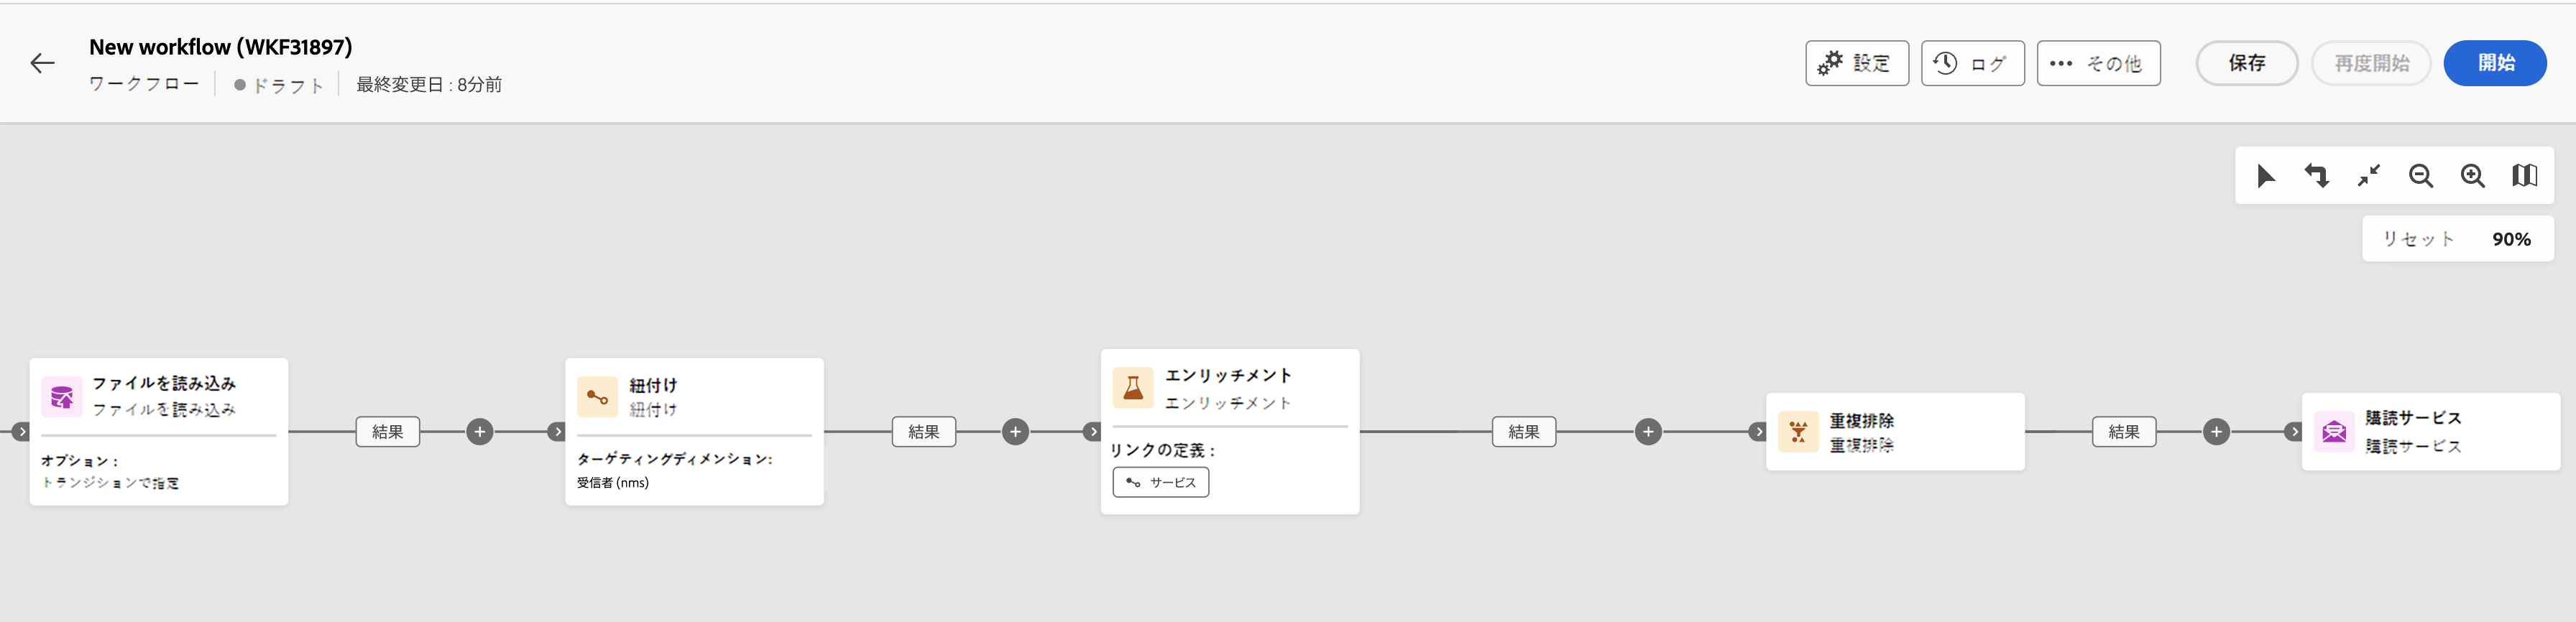 New workflow (WKF31897)
ワークフロー
ドラフト
最終変更日 : 8分前
設定
ログ
その他
保存
再度開始
開始
リセット
90%
ファイルを読み込み
ファイルを読み込み
オプション :
トランジションで指定
結果
紐付け
紐付け
ターゲティングディメンション:
受信者 (nms)
結果
エンリッチメント
エンリッチメント
リンクの定義 :
サービス
結果
重複排除
重複排除
結果
購読サービス
購読サービス